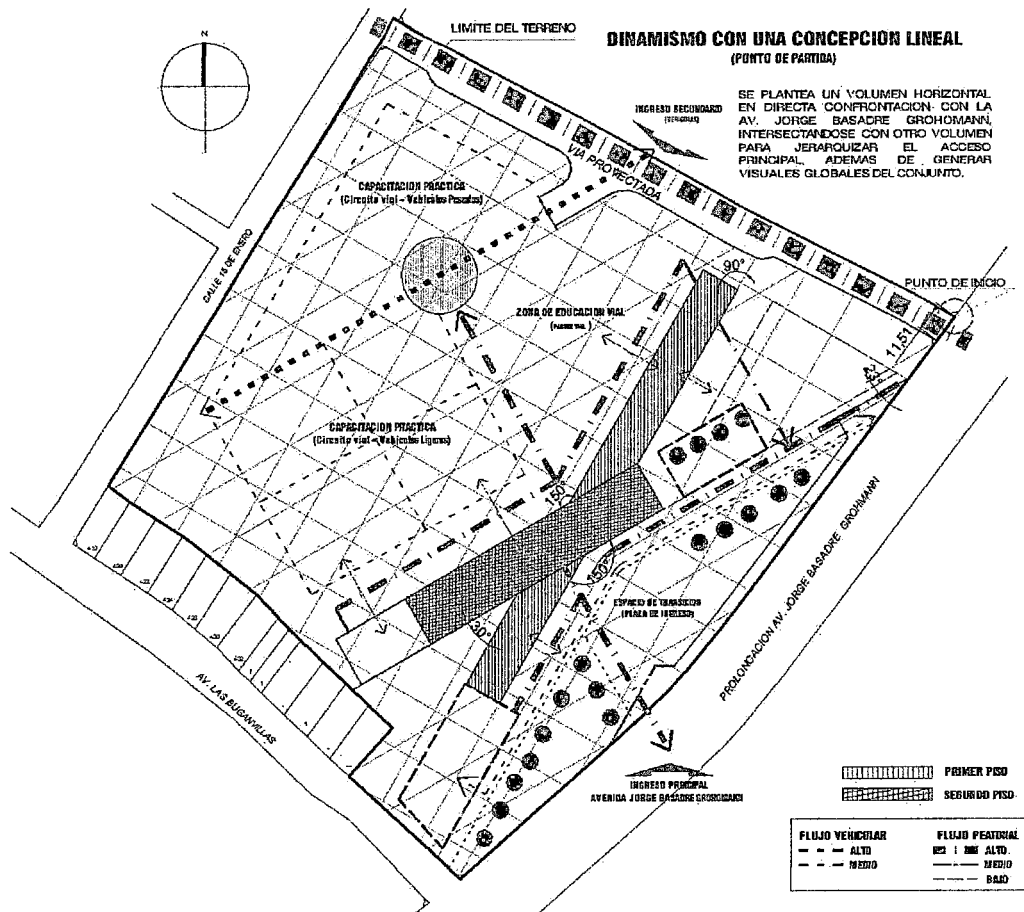 LIMITE DEL TERRENO
DINAMISMO CON UNA CONCEPCION LINEAL
(PUNTO DE PARTIDA)
N
SE PLANTEA UN VOLUMEN HORIZONTAL
EN DIRECTA CONFRONTACION CON LA
AV. JORGE BASADRE GROHOMANN,
INTERSECTANDOSE CON OTRO VOLUMEN
PARA JERARQUIZAR EL ACCESO
PRINCIPAL, ADEMAS DE GENERAR
VISUALES GLOBALES DEL CONJUNTO.
INGRESO SECUNDARIO
VIA PROYECTADA
CAPACITACION PRACTICA
(Circuito vial - Vehiculos Pesados)
CALLE 15 DE ENERO
90°
PUNTO DE INICIO
11,51
ZONA DE EDUCACION VIAL
CAPACITACION PRACTICA
(Circuito vial - Vehiculos Ligeros)
150°
150°
30°
ESPACIO DE TRANSICION
(PLAZA DE INGRESO)
PROLONGACION AV. JORGE BASADRE GROHMANN
AV. LAS BUGANVILLAS
INGRESO PRINCIPAL
AVENIDA JORGE BASADRE
PRIMER PISO
SEGUNDO PISO
FLUJO VEHICULAR
ALTO
MEDIO
FLUJO PEATONAL
ALTO
MEDIO
BAJO